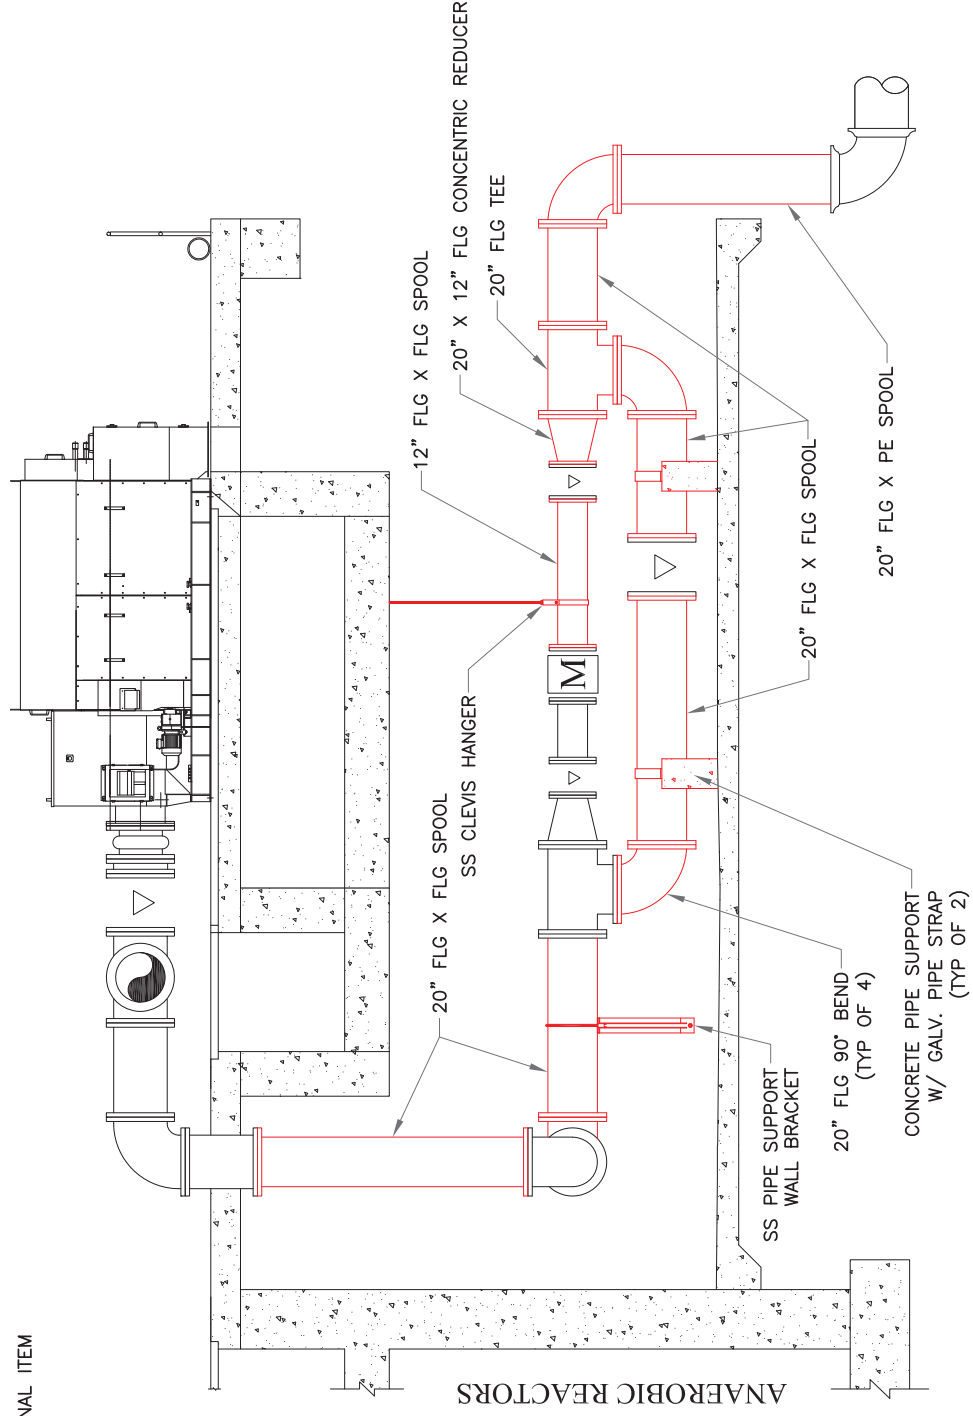 NAL ITEM
ANAEROBIC REACTORS
20” FLG X FLG SPOOL
SS CLEVIS HANGER
12” FLG X FLG SPOOL
20” X 12” FLG CONCENTRIC REDUCER
20” FLG TEE
M
SS PIPE SUPPORT
WALL BRACKET
20” FLG 90° BEND
(TYP OF 4)
CONCRETE PIPE SUPPORT
W/ GALV. PIPE STRAP
(TYP OF 2)
20” FLG X FLG SPOOL
20” FLG X PE SPOOL